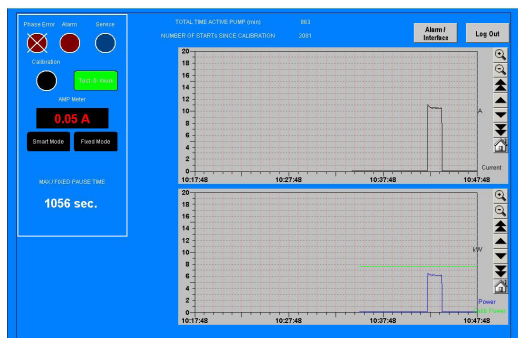 Phase Error Alarm Service
TOTAL TIME ACTIVE PUMP (min) 863
NUMBER OF STARTs SINCE CALIBRATION 2081
Alarm /
Interface
Log Out
Calibration
AMP Meter
0.05 A
Smart Mode Fixed Mode
MAX / FIXED PAUSE TIME
1056 sec.
20
18
16
14
12
10
8
6
4
2
0
A
Current
10:17:48 10:27:48 10:37:48 10:47:48
20
18
16
14
12
10
8
6
4
2
0
kW
Power
10:17:48 10:27:48 10:37:48 10:47:48